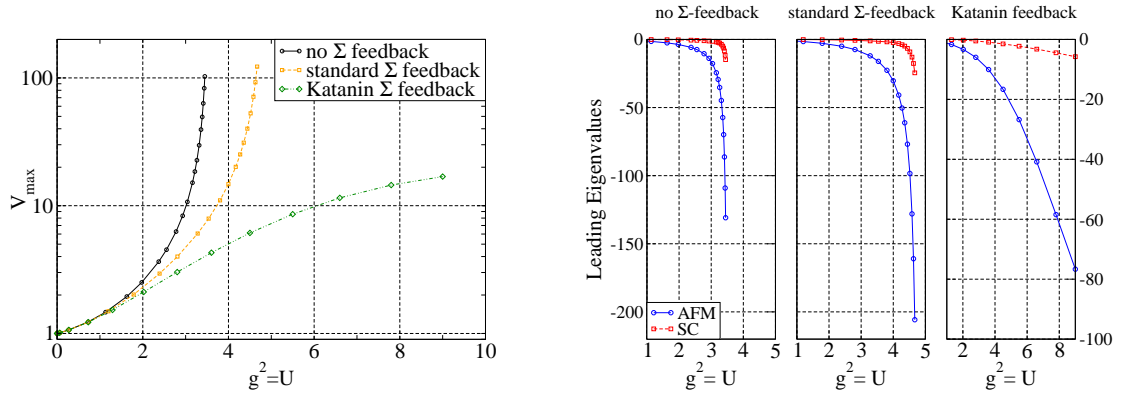 no Σ feedback
standard Σ feedback
Katanin Σ feedback
100
10
1
V_max
0 2 4 6 8 10
g²=U
no Σ-feedback standard Σ-feedback Katanin feedback
0
-50
-100
-150
-200
Leading Eigenvalues
AFM
SC
0
-20
-40
-60
-80
-100
1 2 3 4 5
1 2 3 4 5
2 4 6 8
g²= U g²= U g²= U